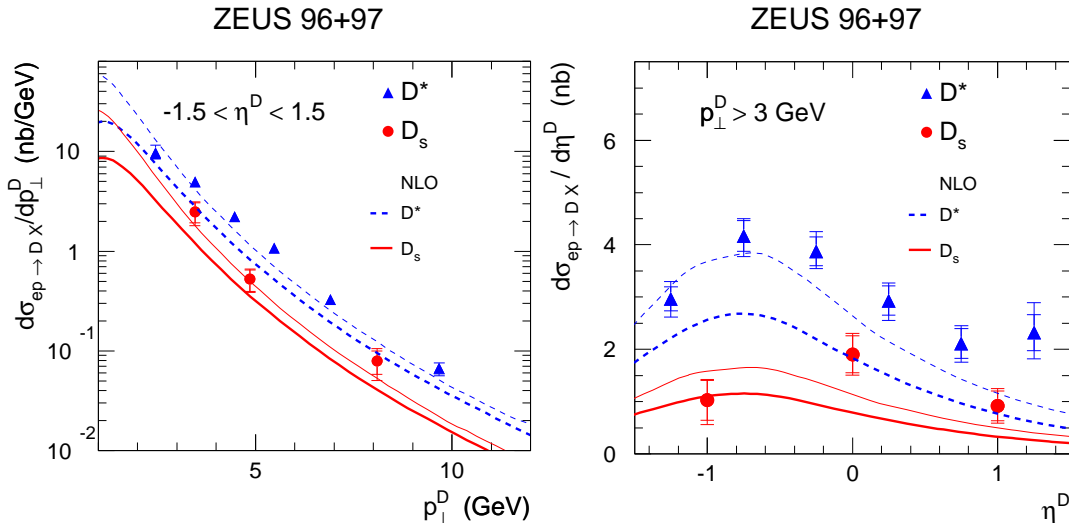 ZEUS 96+97
dσ_ep→DX/dp_⊥^D (nb/GeV)
10
1
10^-1
10^-2
-1.5 < η^D < 1.5
D*
D_s
NLO
D*
D_s
5
10
p_⊥^D (GeV)
ZEUS 96+97
dσ_ep→DX / dη^D (nb)
6
4
2
0
p_⊥^D > 3 GeV
D*
D_s
NLO
D*
D_s
-1
0
1
η^D